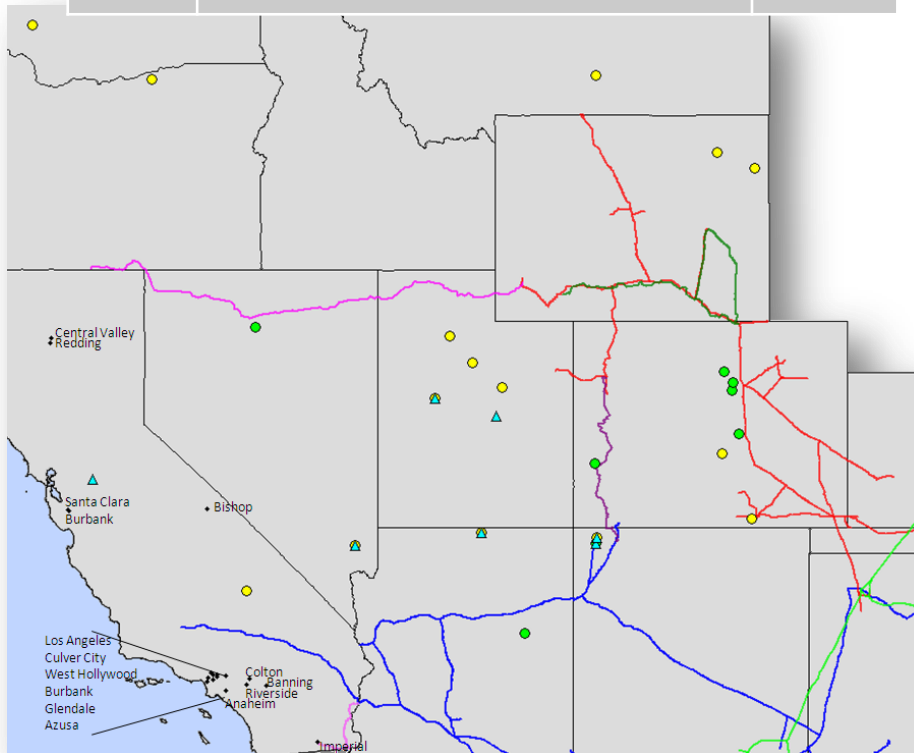 Central Valley
Redding
Santa Clara
Burbank
Bishop
Los Angeles
Culver City
West Hollywood
Burbank
Glendale
Azusa
Colton
Banning
Riverside
Anaheim
Imperial